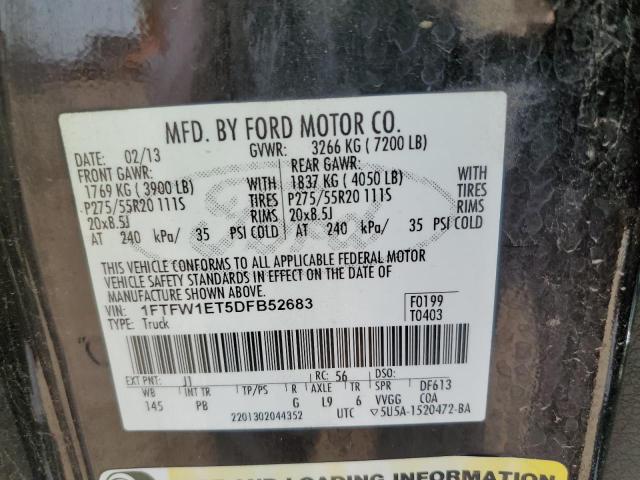 MFD. BY FORD MOTOR CO.
DATE: 02/13 GVWR: 3266 KG ( 7200 LB)
FRONT GAWR: REAR GAWR:
1769 KG ( 3900 LB) WITH 1837 KG ( 4050 LB) WITH
P275/55R20 111S TIRES P275/55R20 111S TIRES
20x8.5J RIMS 20x8.5J RIMS
AT 240 kPa/ 35 PSI COLD AT 240 kPa/ 35 PSI COLD
Ford
THIS VEHICLE CONFORMS TO ALL APPLICABLE FEDERAL MOTOR
VEHICLE SAFETY STANDARDS IN EFFECT ON THE DATE OF
MANUFACTURE SHOWN ABOVE.
VIN: 1FTFW1ET5DFB52683 F0199
TYPE: Truck T0403
EXT PNT: J1 RC: 56 DSO:
WB INT TR TP/PS R AXLE TR SPR DF613
145 PB G L9 6 VVGG COA
2201302044352 UTC ▽5U5A-1520472-BA
AND LOADING INFORMATION